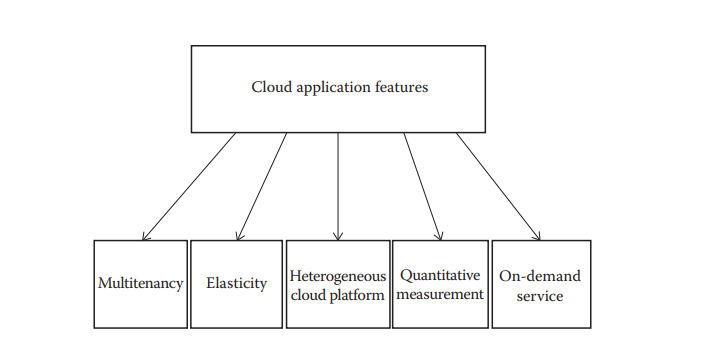 Cloud application features
Multitenancy
Elasticity
Heterogeneous
cloud platform
Quantitative
measurement
On-demand
service